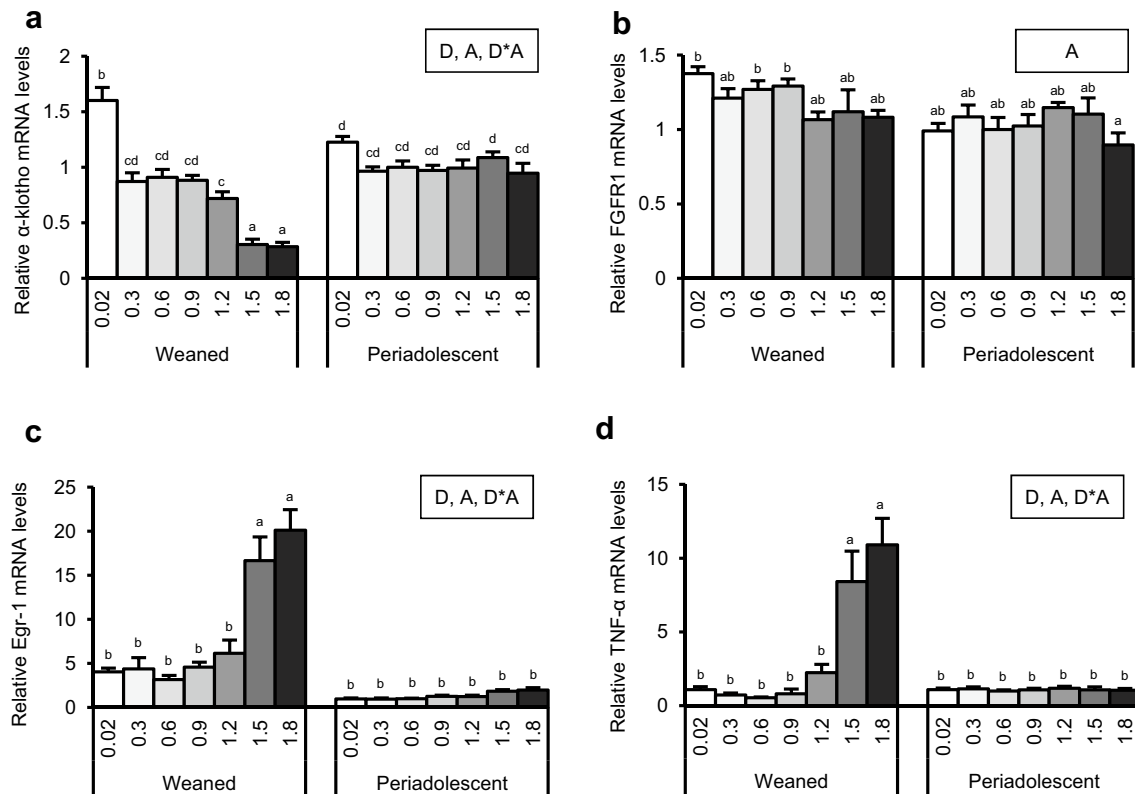 a
D, A, D*A
Relative α-klotho mRNA levels
2
1.5
1
0.5
0
b
cd
cd
cd
c
a
a
d
cd
cd
cd
cd
d
cd
0.02
0.3
0.6
0.9
1.2
1.5
1.8
0.02
0.3
0.6
0.9
1.2
1.5
1.8
Weaned
Periadolescent
b
A
Relative FGFR1 mRNA levels
1.5
1
0.5
0
b
ab
b
b
ab
ab
ab
ab
ab
ab
ab
ab
ab
a
0.02
0.3
0.6
0.9
1.2
1.5
1.8
0.02
0.3
0.6
0.9
1.2
1.5
1.8
Weaned
Periadolescent
c
D, A, D*A
Relative Egr-1 mRNA levels
25
20
15
10
5
0
b
b
b
b
b
a
a
b
b
b
b
b
b
b
0.02
0.3
0.6
0.9
1.2
1.5
1.8
0.02
0.3
0.6
0.9
1.2
1.5
1.8
Weaned
Periadolescent
d
D, A, D*A
Relative TNF-α mRNA levels
15
10
5
0
b
b
b
b
b
a
a
b
b
b
b
b
b
b
0.02
0.3
0.6
0.9
1.2
1.5
1.8
0.02
0.3
0.6
0.9
1.2
1.5
1.8
Weaned
Periadolescent